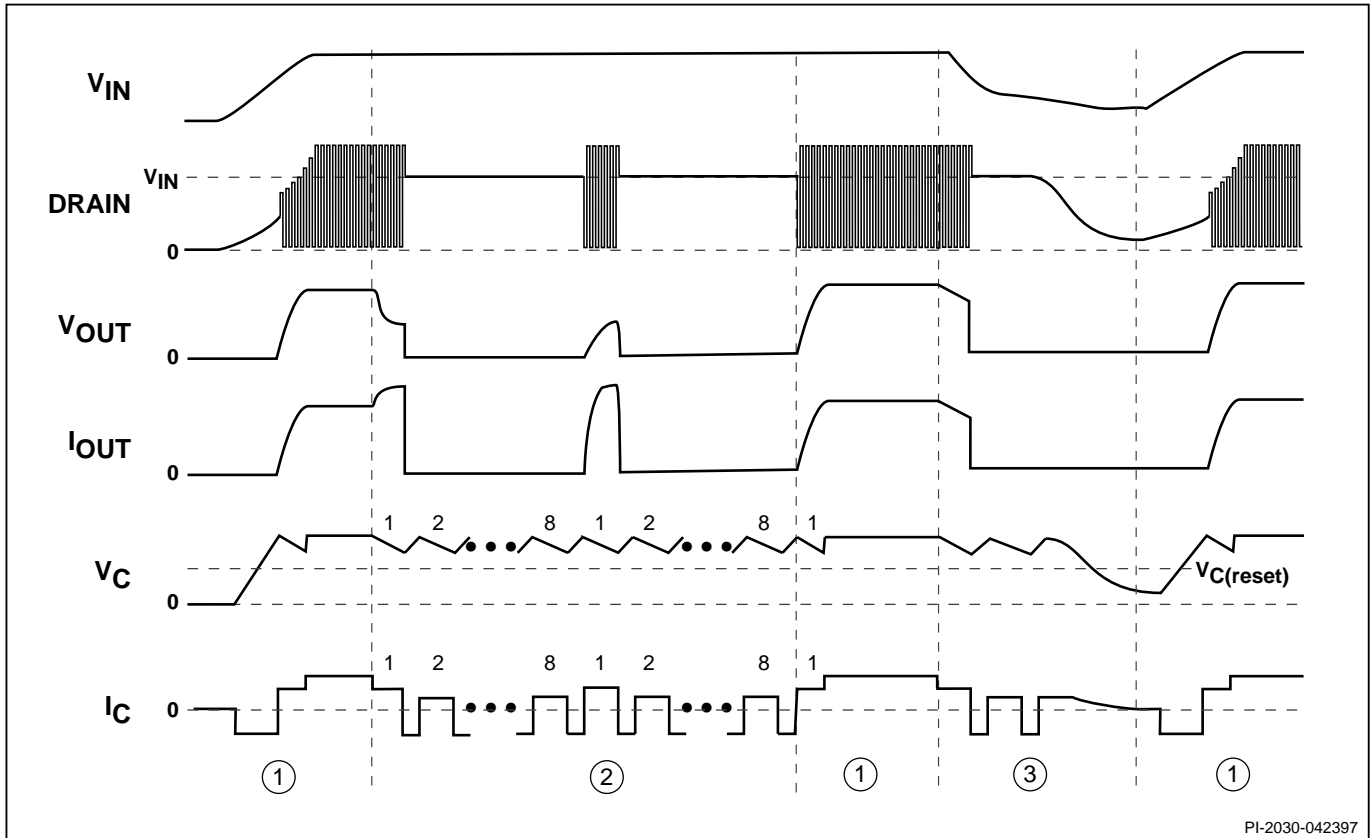 VIN
VIN
DRAIN
0
VOUT
0
IOUT
0
1 2 8 1 2 8 1
VC
VC(reset)
0
1 2 8 1 2 8 1
IC 0
1 2 1 3 1
PI-2030-042397